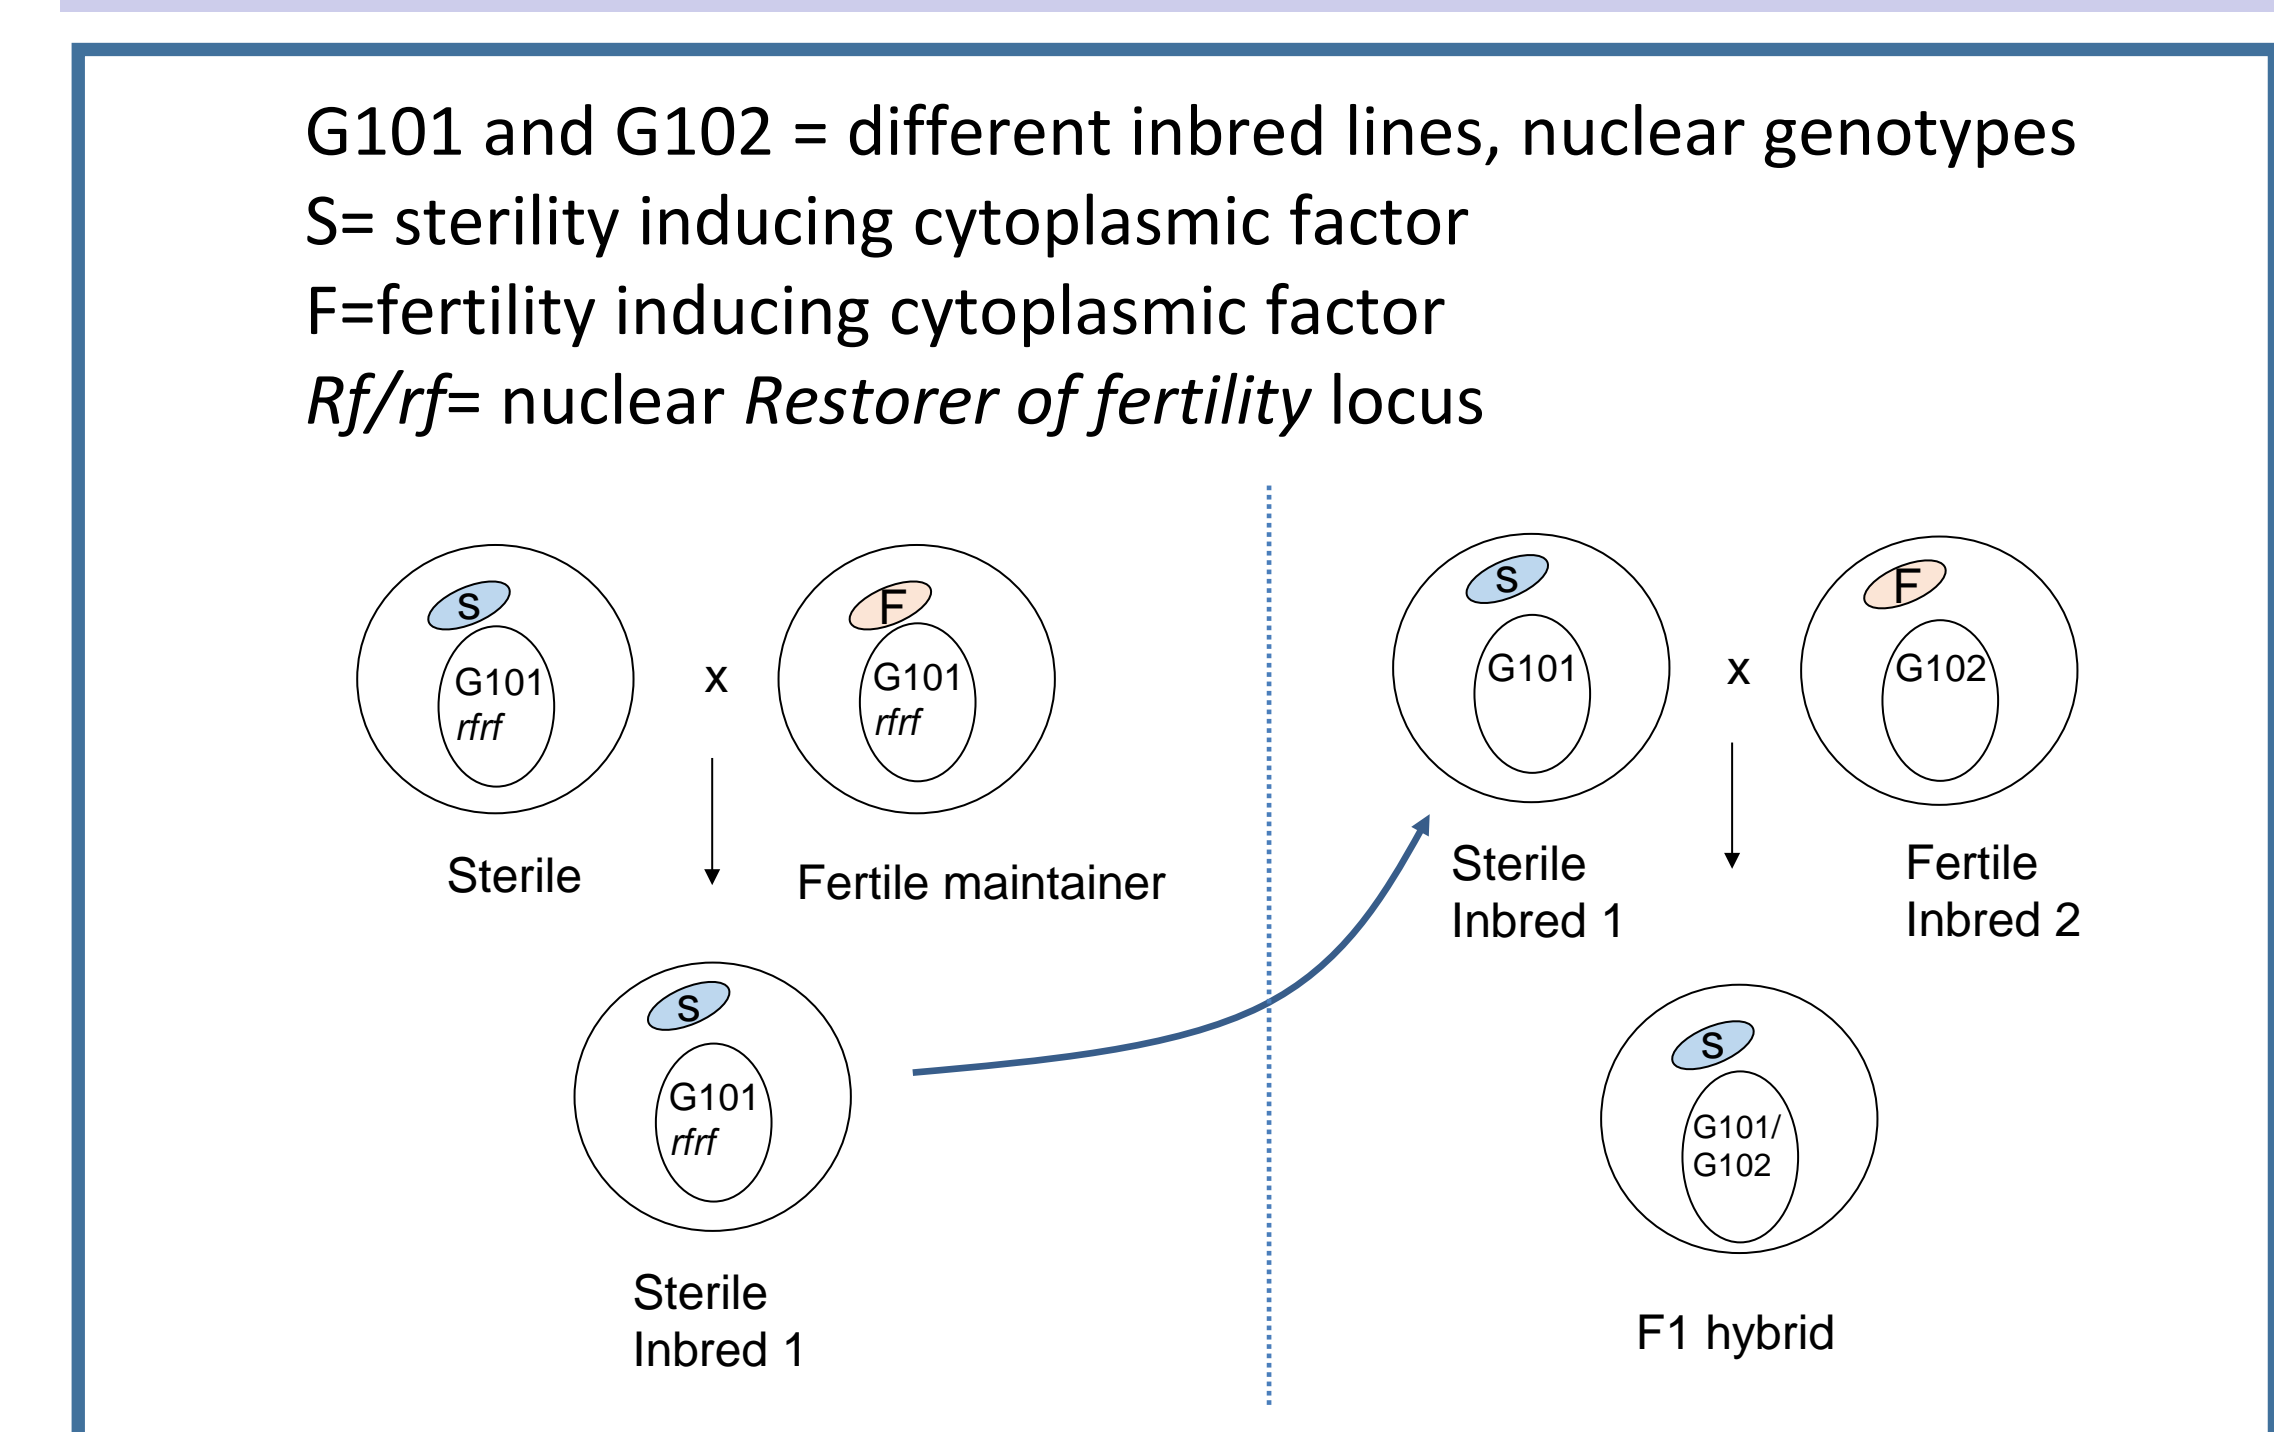 G101 and G102 = different inbred lines, nuclear genotypes
S= sterility inducing cytoplasmic factor
F=fertility inducing cytoplasmic factor
Rf/rf= nuclear Restorer of fertility locus
S
G101
rfrf
Sterile
x
F
G101
rfrf
Fertile maintainer
S
G101
rfrf
Sterile
Inbred 1
S
G101
Sterile
Inbred 1
x
F
G102
Fertile
Inbred 2
S
G101/
G102
F1 hybrid